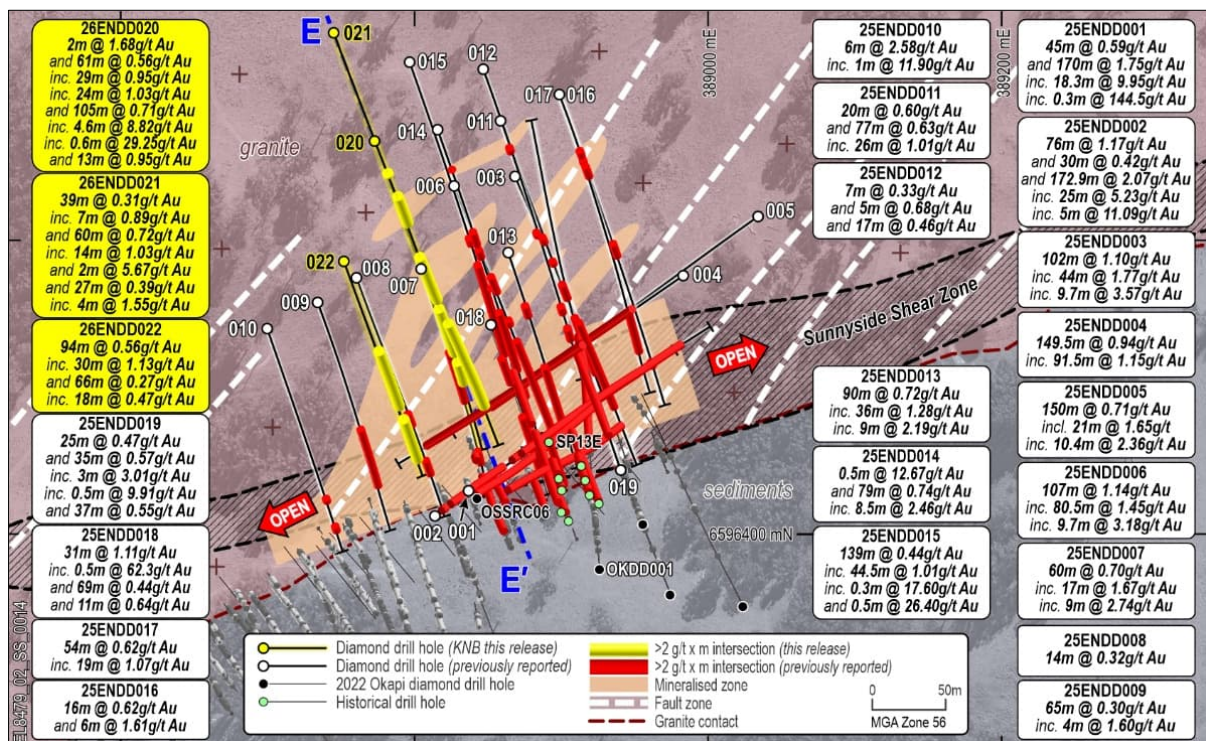 26ENDD020
2m @ 1.68g/t Au
and 61m @ 0.56g/t Au
inc. 29m @ 0.95g/t Au
inc. 24m @ 1.03g/t Au
and 105m @ 0.71g/t Au
inc. 4.6m @ 8.82g/t Au
inc. 0.6m @ 29.25g/t Au
and 13m @ 0.95g/t Au
26ENDD021
39m @ 0.31g/t Au
inc. 7m @ 0.89g/t Au
and 60m @ 0.72g/t Au
inc. 14m @ 1.03g/t Au
and 2m @ 5.67g/t Au
and 27m @ 0.39g/t Au
inc. 4m @ 1.55g/t Au
26ENDD022
94m @ 0.56g/t Au
inc. 30m @ 1.13g/t Au
and 66m @ 0.27g/t Au
inc. 18m @ 0.47g/t Au
25ENDD019
25m @ 0.47g/t Au
and 35m @ 0.57g/t Au
inc. 3m @ 3.01g/t Au
inc. 0.5m @ 9.91g/t Au
and 37m @ 0.55g/t Au
25ENDD018
31m @ 1.11g/t Au
inc. 0.5m @ 62.3g/t Au
and 69m @ 0.44g/t Au
and 11m @ 0.64g/t Au
25ENDD017
54m @ 0.62g/t Au
inc. 19m @ 1.07g/t Au
25ENDD016
16m @ 0.62g/t Au
and 6m @ 1.61g/t Au
EL8479_02_SS_0014
E
021
015
012
017
016
014
011
020
granite
006
003
005
013
022
008
007
004
009
010
018
Sunnyside Shear Zone
OPEN
OPEN
SP13E
019
sediments
OSSRC06
002
001
6596400 mN
E'
OKDD001
389000 mE
389200 mE
25ENDD010
6m @ 2.58g/t Au
inc. 1m @ 11.90g/t Au
25ENDD011
20m @ 0.60g/t Au
and 77m @ 0.63g/t Au
inc. 26m @ 1.01g/t Au
25ENDD012
7m @ 0.33g/t Au
and 5m @ 0.68g/t Au
and 17m @ 0.46g/t Au
25ENDD013
90m @ 0.72g/t Au
inc. 36m @ 1.28g/t Au
inc. 9m @ 2.19g/t Au
25ENDD014
0.5m @ 12.67g/t Au
and 79m @ 0.74g/t Au
inc. 8.5m @ 2.46g/t Au
25ENDD015
139m @ 0.44g/t Au
inc. 44.5m @ 1.01g/t Au
inc. 0.3m @ 17.60g/t Au
and 0.5m @ 26.40g/t Au
25ENDD001
45m @ 0.59g/t Au
and 170m @ 1.75g/t Au
inc. 18.3m @ 9.95g/t Au
inc. 0.3m @ 144.5g/t Au
25ENDD002
76m @ 1.17g/t Au
and 30m @ 0.42g/t Au
and 172.9m @ 2.07g/t Au
inc. 25m @ 5.23g/t Au
inc. 5m @ 11.09g/t Au
25ENDD003
102m @ 1.10g/t Au
inc. 44m @ 1.77g/t Au
inc. 9.7m @ 3.57g/t Au
25ENDD004
149.5m @ 0.94g/t Au
inc. 91.5m @ 1.15g/t Au
25ENDD005
150m @ 0.71g/t Au
incl. 21m @ 1.65g/t
inc. 10.4m @ 2.36g/t Au
25ENDD006
107m @ 1.14g/t Au
inc. 80.5m @ 1.45g/t Au
inc. 9.7m @ 3.18g/t Au
25ENDD007
60m @ 0.70g/t Au
inc. 17m @ 1.67g/t Au
inc. 9m @ 2.74g/t Au
25ENDD008
14m @ 0.32g/t Au
25ENDD009
65m @ 0.30g/t Au
inc. 4m @ 1.60g/t Au
Diamond drill hole (KNB this release)
Diamond drill hole (previously reported)
2022 Okapi diamond drill hole
Historical drill hole
>2 g/t x m intersection (this release)
>2 g/t x m intersection (previously reported)
Mineralised zone
Fault zone
Granite contact
0 50m
MGA Zone 56